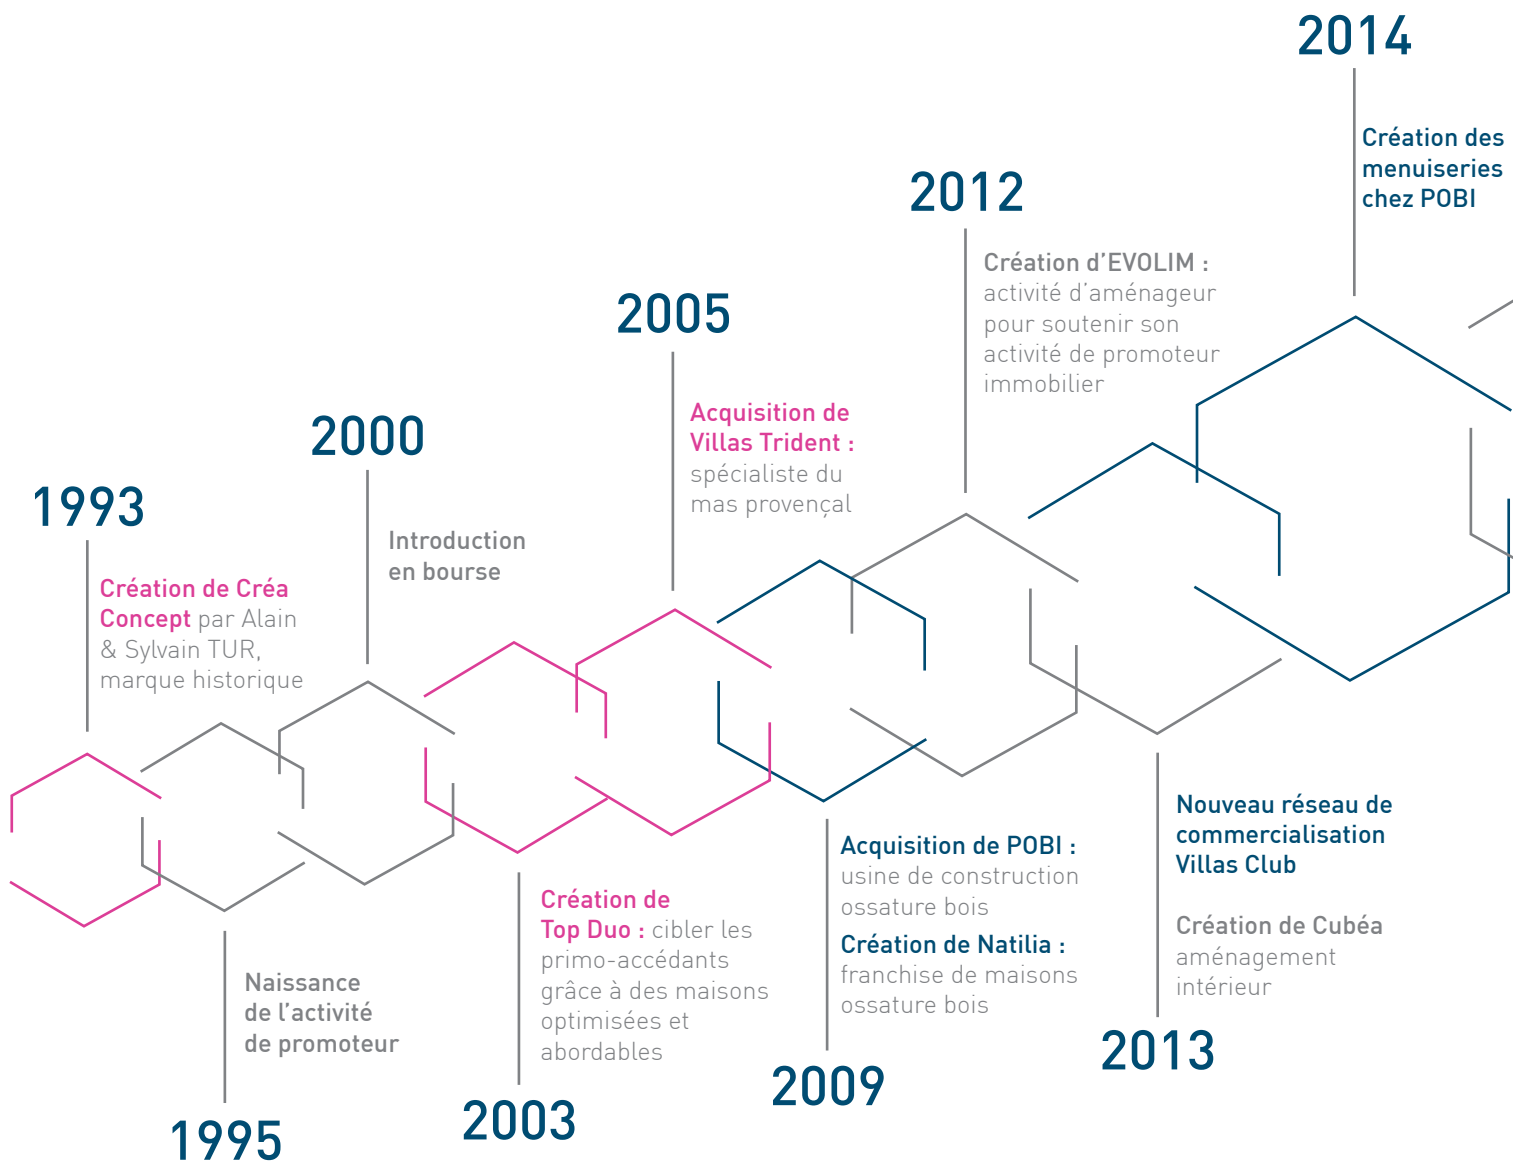 1993
Création de Créa
Concept par Alain
& Sylvain TUR,
marque historique
Naissance
de l’activité
de promoteur
1995
2000
Introduction
en bourse
Création de
Top Duo : cibler les
primo-accédants
grâce à des maisons
optimisées et
abordables
2003
2005
Acquisition de
Villas Trident :
spécialiste du
mas provençal
Acquisition de POBI :
usine de construction
ossature bois
Création de Natilia :
franchise de maisons
ossature bois
2009
2012
Création d’EVOLIM :
activité d’aménageur
pour soutenir son
activité de promoteur
immobilier
Nouveau réseau de
commercialisation
Villas Club
Création de Cubéa
aménagement
intérieur
2013
2014
Création des
menuiseries
chez POBI